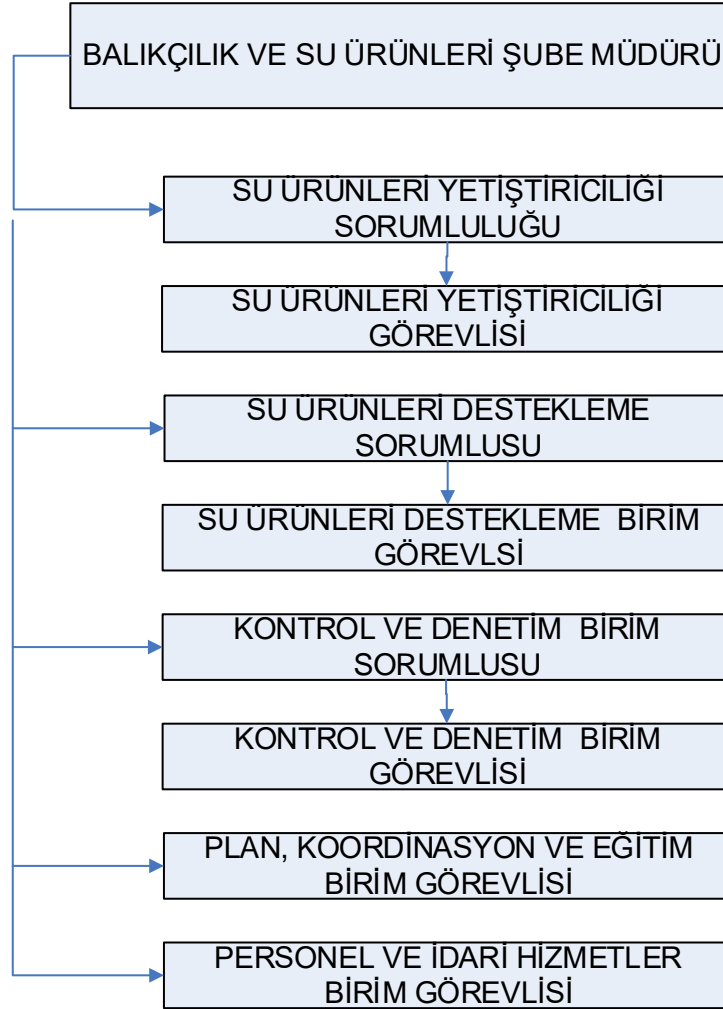 BALIKÇILIK VE SU ÜRÜNLERİ ŞUBE MÜDÜRÜ
SU ÜRÜNLERİ YETİŞTİRİCİLİĞİ
SORUMLULUĞU
SU ÜRÜNLERİ YETİŞTİRİCİLİĞİ
GÖREVLİSİ
SU ÜRÜNLERİ DESTEKLEME
SORUMLUSU
SU ÜRÜNLERİ DESTEKLEME BİRİM
GÖREVLSİ
KONTROL VE DENETİM BİRİM
SORUMLUSU
KONTROL VE DENETİM BİRİM
GÖREVLİSİ
PLAN, KOORDİNASYON VE EĞİTİM
BİRİM GÖREVLİSİ
PERSONEL VE İDARİ HİZMETLER
BİRİM GÖREVLİSİ